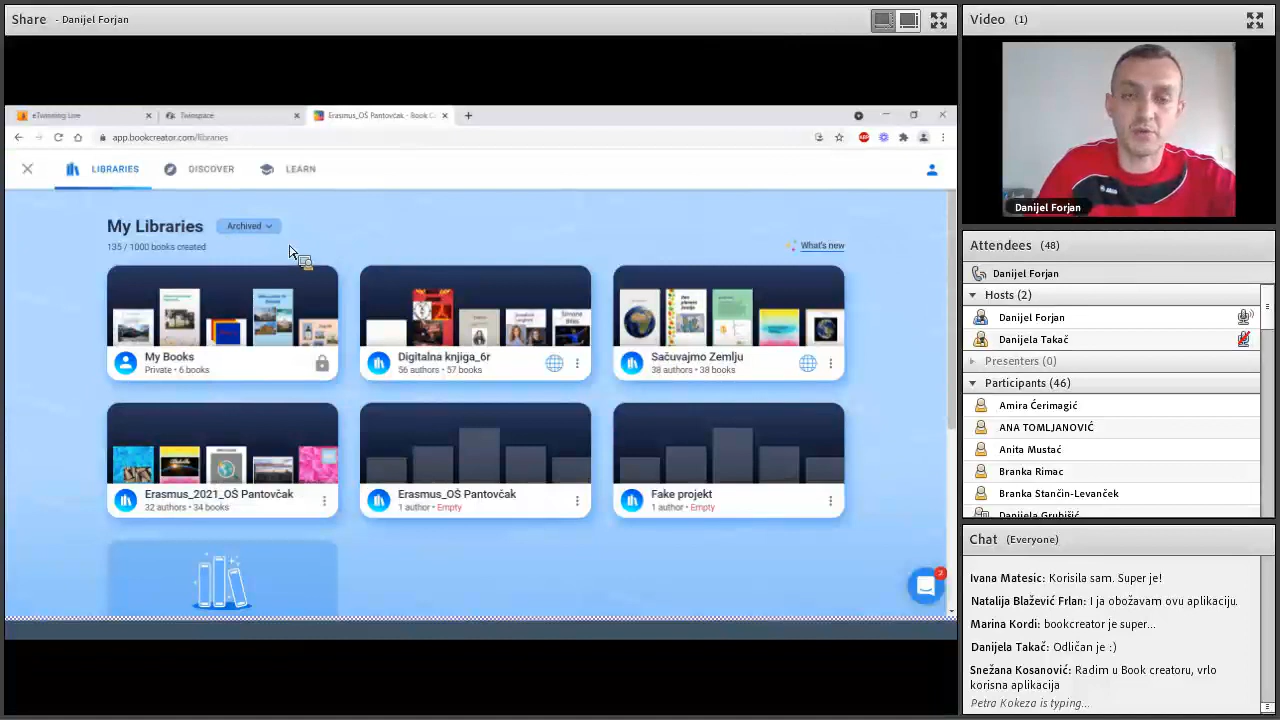 Share - Danijel Forjan
Video (1)
eTwinning Live
Twinspace
Erasmus_OŠ Pantovčak - Book C
app.bookcreator.com/libraries
LIBRARIES
DISCOVER
LEARN
My Libraries
Archived
135 / 1000 books created
What's new
My Books
Private • 6 books
Digitalna knjiga_6r
56 authors • 57 books
Sačuvajmo Zemlju
38 authors • 38 books
Erasmus_2021_OŠ Pantovčak
32 authors • 34 books
Erasmus_OŠ Pantovčak
1 author • Empty
Fake projekt
1 author • Empty
2
Danijel Forjan
Attendees (48)
Danijel Forjan
Hosts (2)
Danijel Forjan
Danijela Takač
Presenters (0)
Participants (46)
Amira Ćerimagić
ANA TOMLJANOVIĆ
Anita Mustać
Branka Rimac
Branka Stančin-Levanček
Danijela Grubišić
Chat (Everyone)
Ivana Matesic: Korisila sam. Super je!
Natalija Blažević Frlan: I ja obožavam ovu aplikaciju.
Marina Kordi: bookcreator je super...
Danijela Takač: Odličan je :)
Snežana Kosanović: Radim u Book creatoru, vrlo
korisna aplikacija
Petra Kokeza is typing...